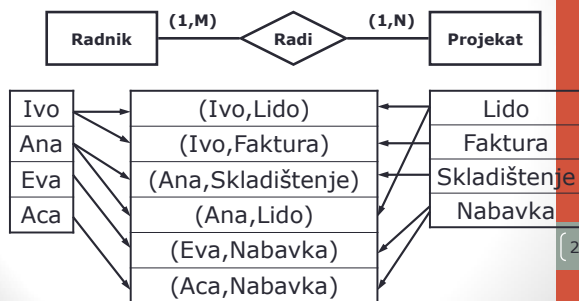 (1,M) (1,N)
Radnik Radi Projekat
Ivo (Ivo,Lido) Lido
Ana (Ivo,Faktura) Faktura
Eva (Ana,Skladištenje) Skladištenje
Aca (Ana,Lido) Nabavka
(Eva,Nabavka) 2
(Aca,Nabavka)